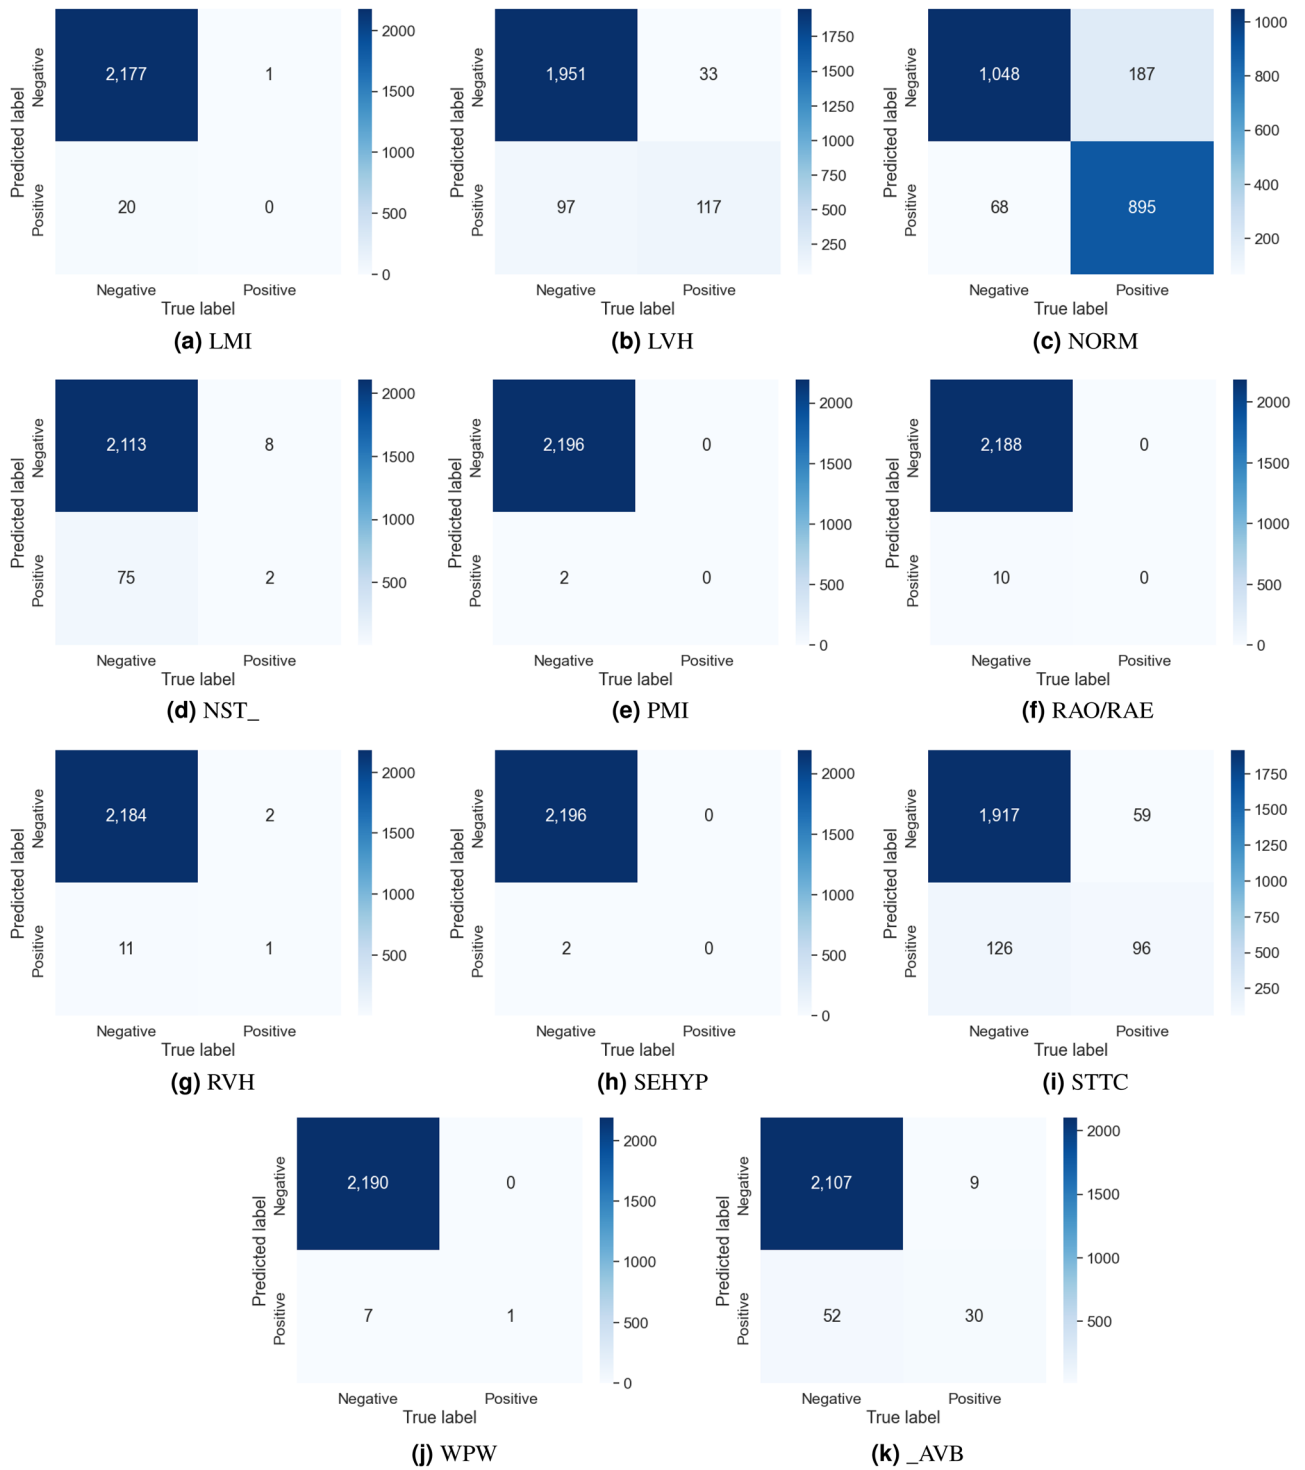 2,177 1
20 0
Negative Positive
Predicted label
Negative Positive
True label
2000
1500
1000
500
0
(a) LMI
1,951 33
97 117
Negative Positive
Predicted label
Negative Positive
True label
1750
1500
1250
1000
750
500
250
(b) LVH
1,048 187
68 895
Negative Positive
Predicted label
Negative Positive
True label
1000
800
600
400
200
(c) NORM
2,113 8
75 2
Negative Positive
Predicted label
Negative Positive
True label
2000
1500
1000
500
(d) NST_
2,196 0
2 0
Negative Positive
Predicted label
Negative Positive
True label
2000
1500
1000
500
0
(e) PMI
2,188 0
10 0
Negative Positive
Predicted label
Negative Positive
True label
2000
1500
1000
500
0
(f) RAO/RAE
2,184 2
11 1
Negative Positive
Predicted label
Negative Positive
True label
2000
1500
1000
500
(g) RVH
2,196 0
2 0
Negative Positive
Predicted label
Negative Positive
True label
2000
1500
1000
500
0
(h) SEHYP
1,917 59
126 96
Negative Positive
Predicted label
Negative Positive
True label
1750
1500
1250
1000
750
500
250
(i) STTC
2,190 0
7 1
Negative Positive
Predicted label
Negative Positive
True label
2000
1500
1000
500
0
(j) WPW
2,107 9
52 30
Negative Positive
Predicted label
Negative Positive
True label
2000
1500
1000
500
(k) _AVB